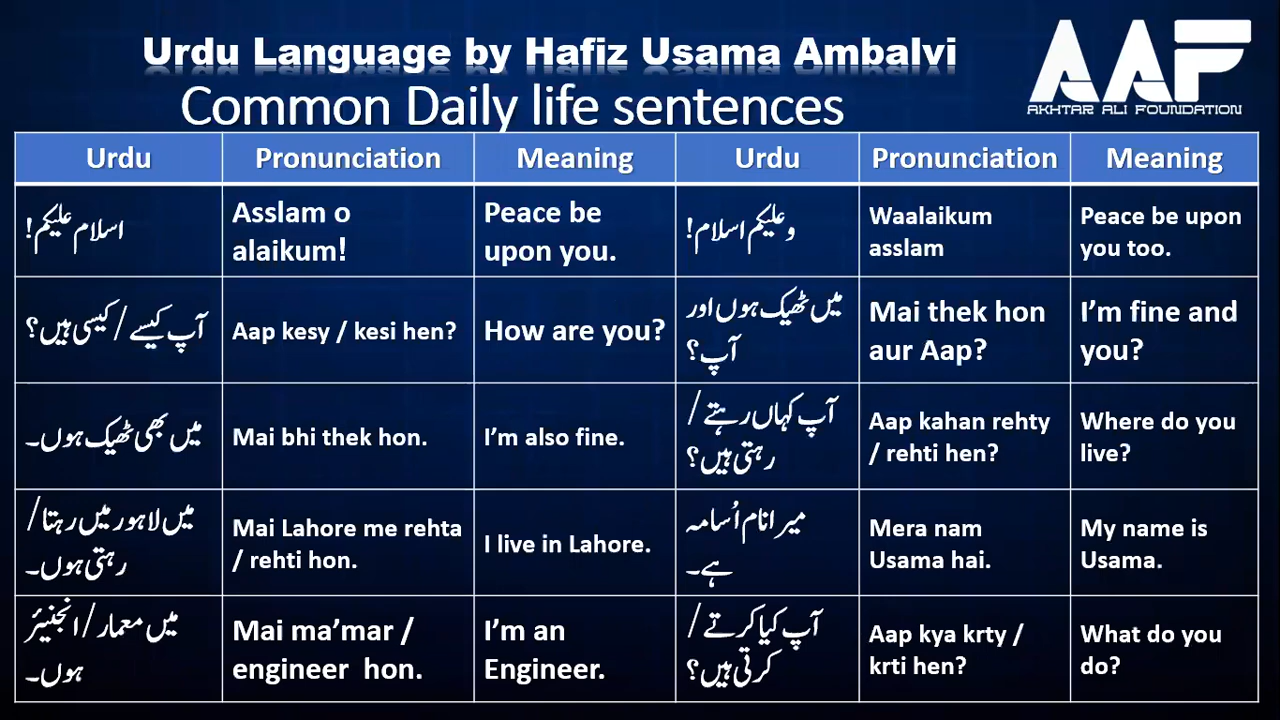 Urdu Language by Hafiz Usama Ambalvi
Common Daily life sentences
AAF
AKHTAR ALI FOUNDATION
Urdu
Pronunciation
Meaning
Urdu
Pronunciation
Meaning
اسلام علیکم!
Asslam o
alaikum!
Peace be
upon you.
و علیکم اسلام!
Waalaikum
asslam
Peace be upon
you too.
آپ کیسے / کیسی ہیں؟
Aap kesy / kesi hen?
How are you?
میں ٹھیک ہوں اور
آپ؟
Mai thek hon
aur Aap?
I’m fine and
you?
میں بھی ٹھیک ہوں۔
Mai bhi thek hon.
I’m also fine.
آپ کہاں رہتے /
رہتی ہیں؟
Aap kahan rehty
/ rehti hen?
Where do you
live?
میں لاہور میں رہتا /
رہتی ہوں۔
Mai Lahore me rehta
/ rehti hon.
I live in Lahore.
میرا نام اُسامہ
ہے۔
Mera nam
Usama hai.
My name is
Usama.
میں معمار / انجنیئر
ہوں۔
Mai ma’mar /
engineer hon.
I’m an
Engineer.
آپ کیا کرتے /
کرتی ہیں؟
Aap kya krty /
krti hen?
What do you
do?